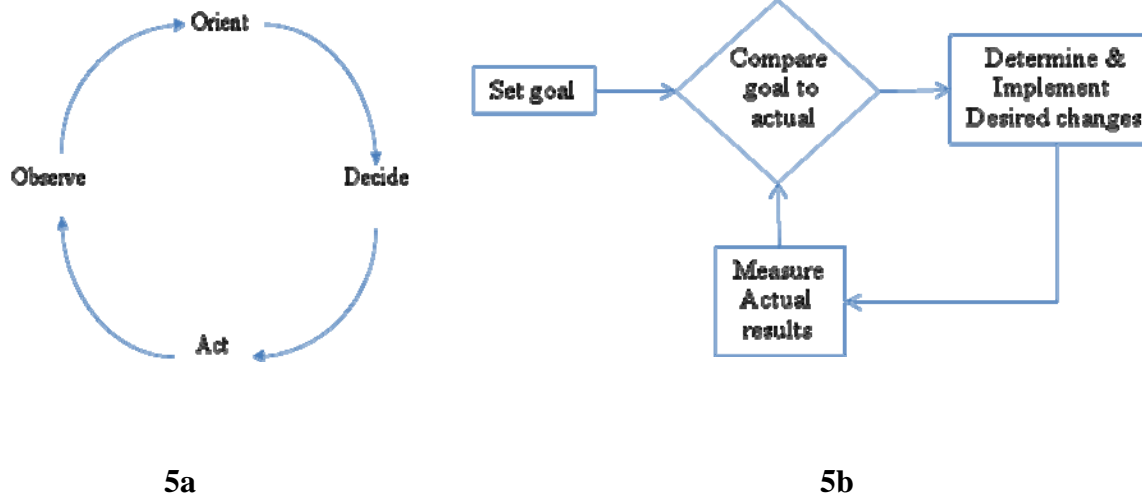 Orient
Observe
Decide
Act
5a
Set goal
Compare
goal to
actual
Determine &
Implement
Desired changes
Measure
Actual
results
5b